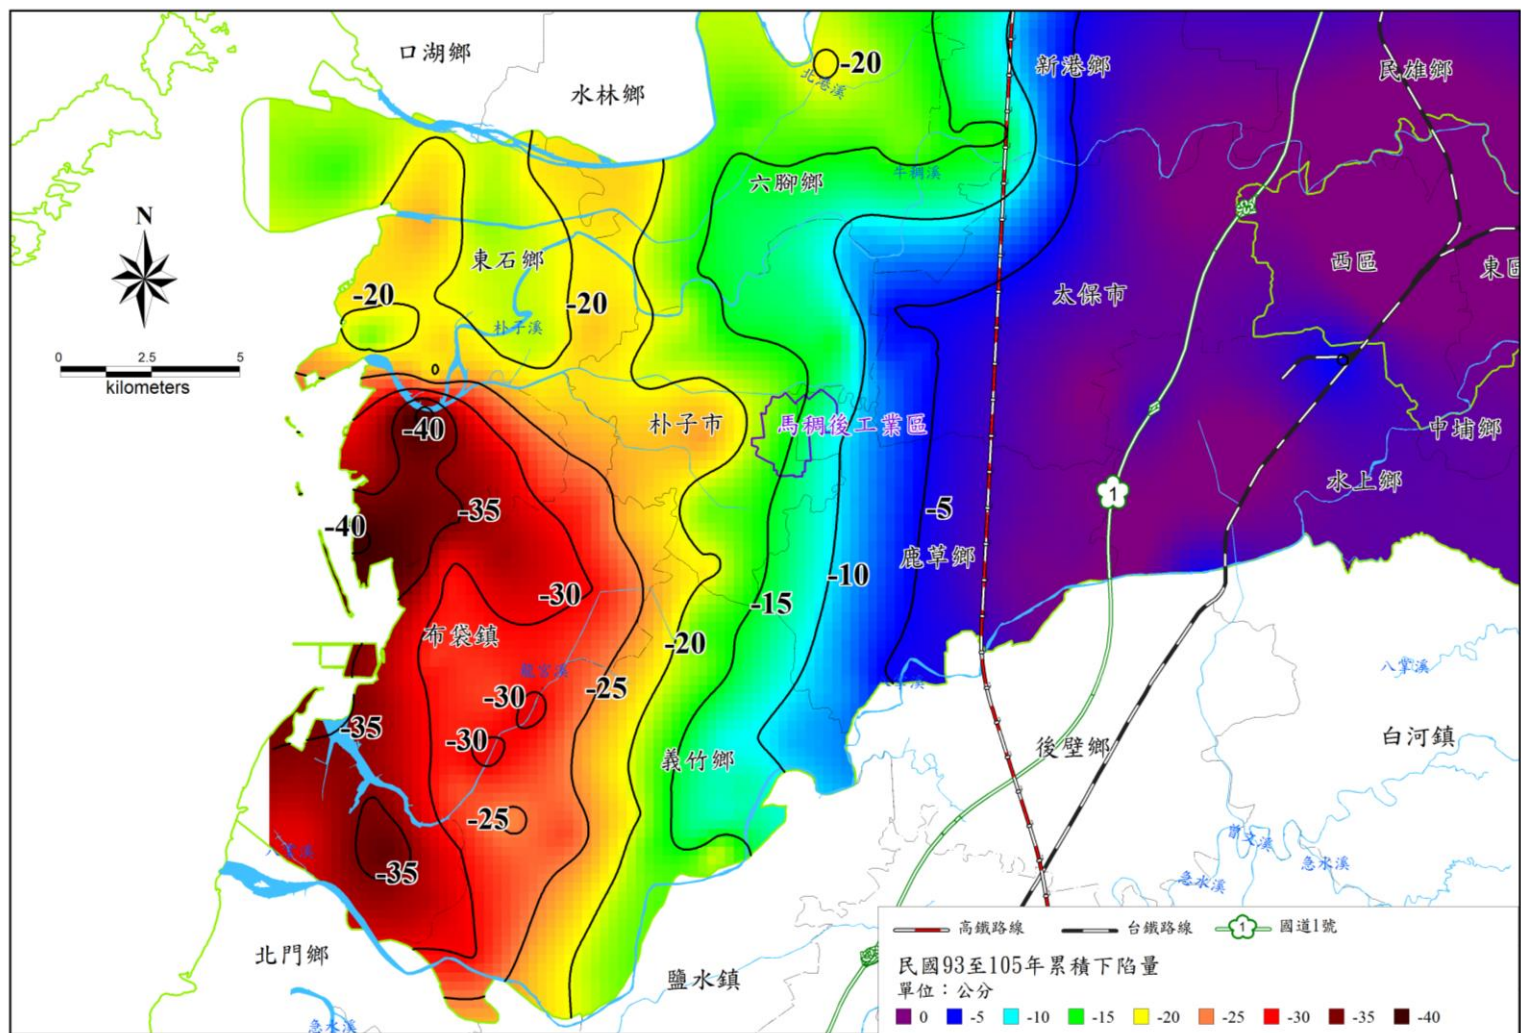 口湖鄉
水林鄉
-20
北港溪
新港鄉
民雄鄉
六腳鄉
牛稠溪
N
東石鄉
西區
東區
-20
-20
太保市
朴子溪
0 2.5 5
kilometers
-40
朴子市
馬稠後工業區
中埔鄉
水上鄉
1
-35
-40
-5
鹿草鄉
-10
-30
-15
布袋鎮
-20
龍宮溪
-25
-30
八掌溪
-35
-30
義竹鄉
後壁鄉
白河鎮
-25
八掌溪
-35
曾文溪
急水溪
急水溪
北門鄉
鹽水鎮
急水溪
高鐵路線 台鐵路線 1 國道1號
民國93至105年累積下陷量
單位：公分
0 -5 -10 -15 -20 -25 -30 -35 -40